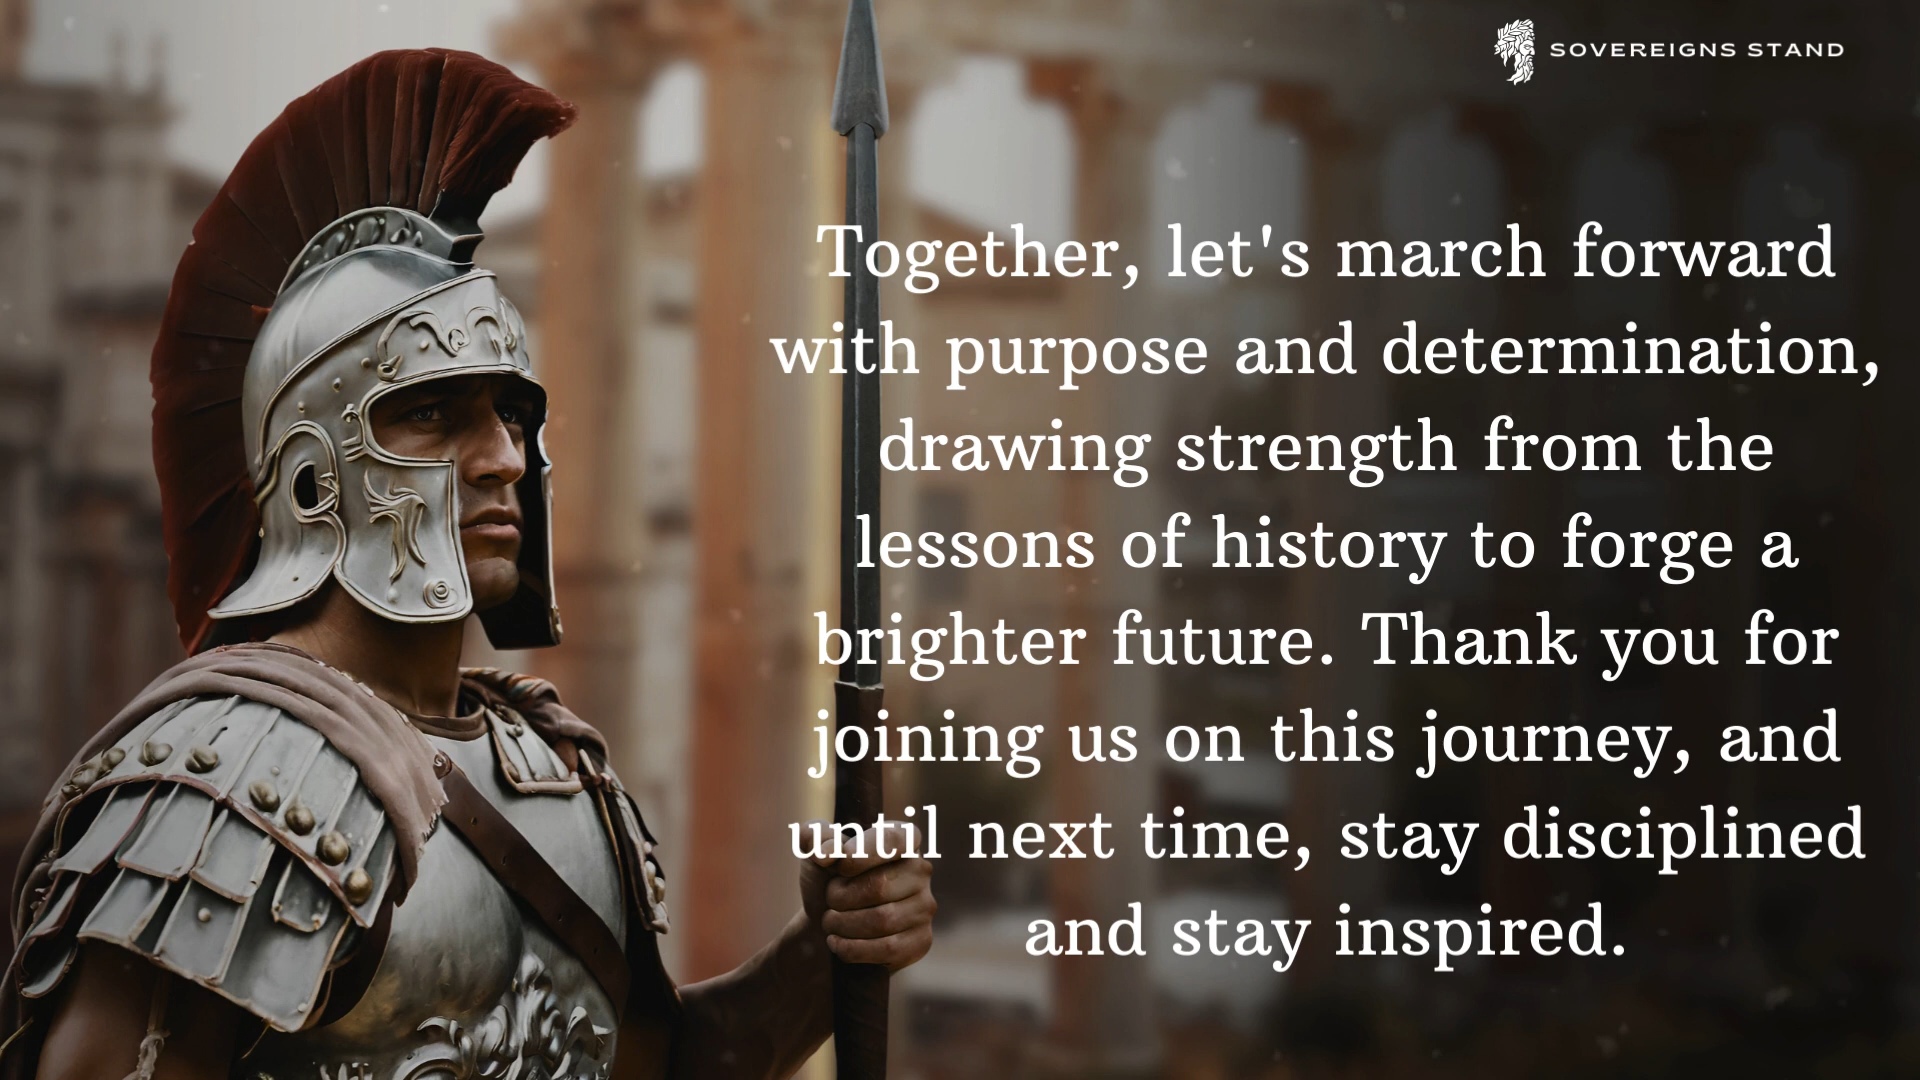 SOVEREIGNS STAND
Together, let's march forward
with purpose and determination,
drawing strength from the
lessons of history to forge a
brighter future. Thank you for
joining us on this journey, and
until next time, stay disciplined
and stay inspired.